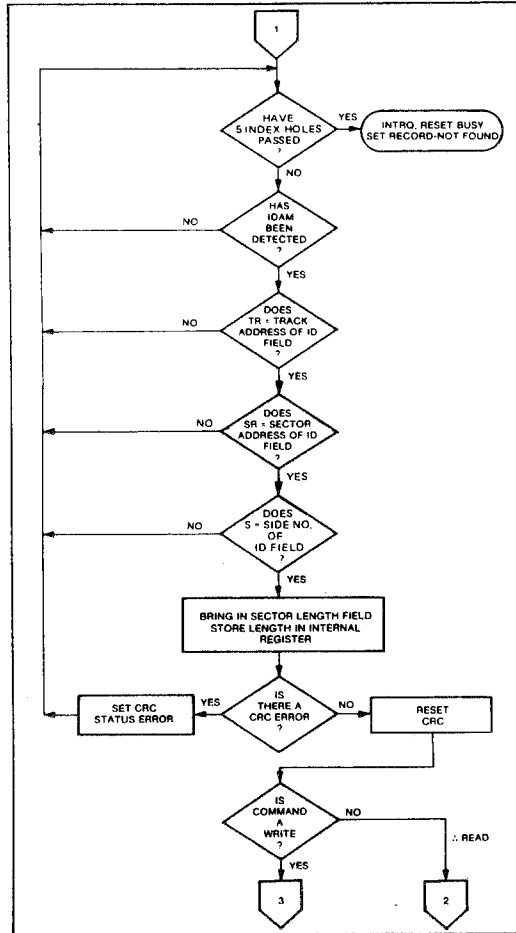 1
HAVE
5 INDEX HOLES
PASSED
?
YES
INTRQ, RESET BUSY
SET RECORD-NOT FOUND
NO
HAS
IDAM
BEEN
DETECTED
?
NO
YES
DOES
TR = TRACK
ADDRESS OF ID
FIELD
?
NO
YES
DOES
SR = SECTOR
ADDRESS OF ID
FIELD
?
NO
YES
DOES
S = SIDE NO.
OF
ID FIELD
?
NO
YES
BRING IN SECTOR LENGTH FIELD
STORE LENGTH IN INTERNAL
REGISTER
IS
THERE A
CRC ERROR
?
YES
SET CRC
STATUS ERROR
NO
RESET
CRC
IS
COMMAND
A
WRITE
?
NO
∴ READ
YES
3
2